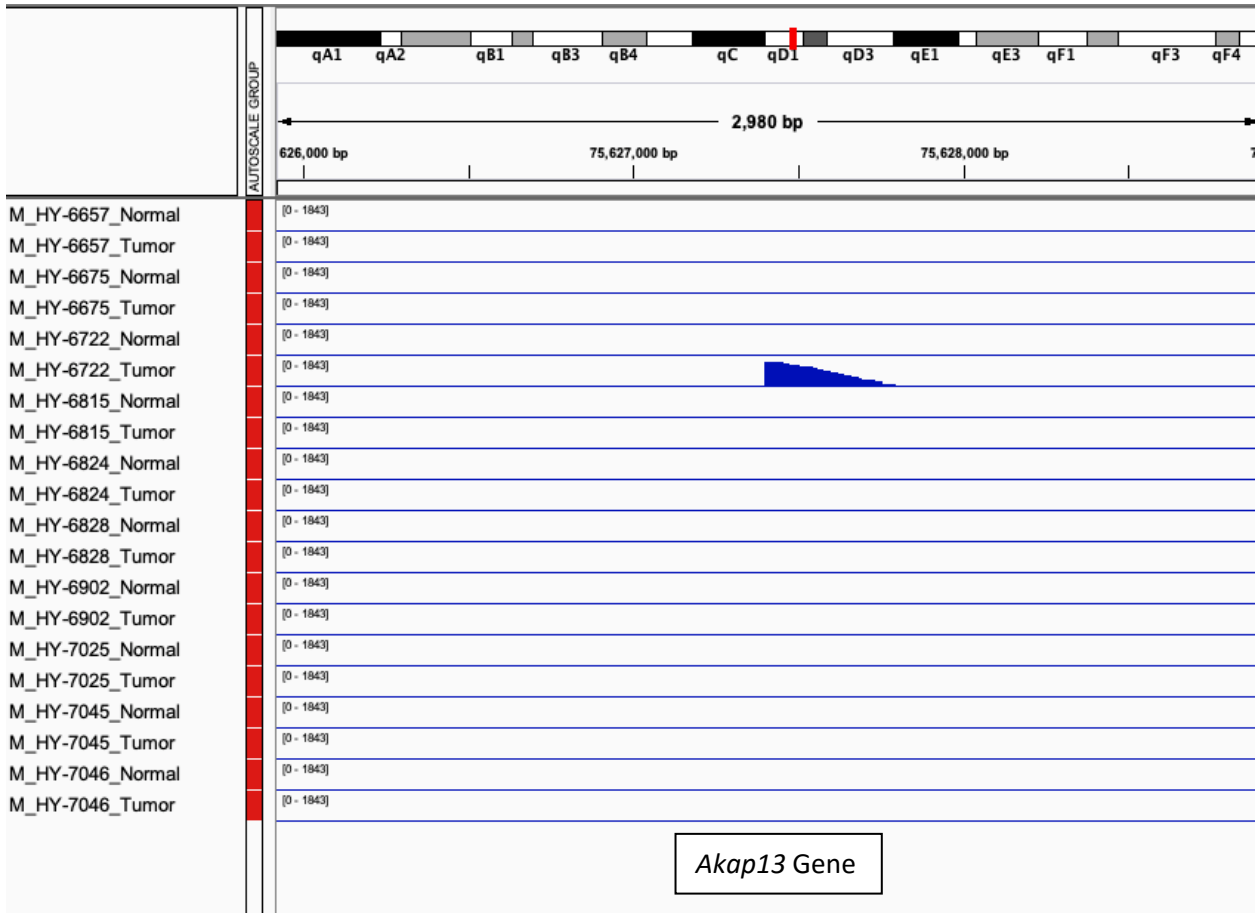 qA1 qA2 qB1 qB3 qB4 qC qD1 qD3 qE1 qE3 qF1 qF3 qF4
AUTOSCALE GROUP
2,980 bp
626,000 bp 75,627,000 bp 75,628,000 bp 7
M_HY-6657_Normal [0 - 1843]
M_HY-6657_Tumor [0 - 1843]
M_HY-6675_Normal [0 - 1843]
M_HY-6675_Tumor [0 - 1843]
M_HY-6722_Normal [0 - 1843]
M_HY-6722_Tumor [0 - 1843]
M_HY-6815_Normal [0 - 1843]
M_HY-6815_Tumor [0 - 1843]
M_HY-6824_Normal [0 - 1843]
M_HY-6824_Tumor [0 - 1843]
M_HY-6828_Normal [0 - 1843]
M_HY-6828_Tumor [0 - 1843]
M_HY-6902_Normal [0 - 1843]
M_HY-6902_Tumor [0 - 1843]
M_HY-7025_Normal [0 - 1843]
M_HY-7025_Tumor [0 - 1843]
M_HY-7045_Normal [0 - 1843]
M_HY-7045_Tumor [0 - 1843]
M_HY-7046_Normal [0 - 1843]
M_HY-7046_Tumor [0 - 1843]
Akap13 Gene